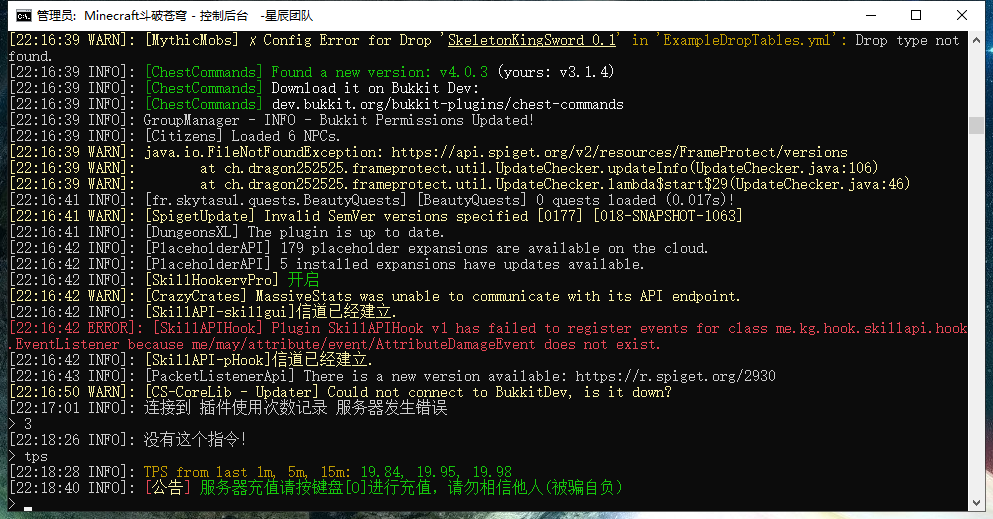 管理员: Minecraft斗破苍穹 - 控制后台 -星辰团队
[22:16:39 WARN]: [MythicMobs] ✗ Config Error for Drop 'SkeletonKingSword 0.1' in 'ExampleDropTables.yml': Drop type not
found.
[22:16:39 INFO]: [ChestCommands] Found a new version: v4.0.3 (yours: v3.1.4)
[22:16:39 INFO]: [ChestCommands] Download it on Bukkit Dev:
[22:16:39 INFO]: [ChestCommands] dev.bukkit.org/bukkit-plugins/chest-commands
[22:16:39 INFO]: GroupManager - INFO - Bukkit Permissions Updated!
[22:16:39 INFO]: [Citizens] Loaded 6 NPCs.
[22:16:39 WARN]: java.io.FileNotFoundException: https://api.spiget.org/v2/resources/FrameProtect/versions
[22:16:39 WARN]: at ch.dragon252525.frameprotect.util.UpdateChecker.updateInfo(UpdateChecker.java:106)
[22:16:39 WARN]: at ch.dragon252525.frameprotect.util.UpdateChecker.lambda$start$29(UpdateChecker.java:46)
[22:16:41 INFO]: [fr.skytasul.quests.BeautyQuests] [BeautyQuests] 0 quests loaded (0.017s)!
[22:16:41 WARN]: [SpigetUpdate] Invalid SemVer versions specified [0177] [018-SNAPSHOT-1063]
[22:16:41 INFO]: [DungeonsXL] The plugin is up to date.
[22:16:42 INFO]: [PlaceholderAPI] 179 placeholder expansions are available on the cloud.
[22:16:42 INFO]: [PlaceholderAPI] 5 installed expansions have updates available.
[22:16:42 INFO]: [SkillHookeryPro] 开启
[22:16:42 WARN]: [CrazyCrates] MassiveStats was unable to communicate with its API endpoint.
[22:16:42 INFO]: [SkillAPI-skillgui]信道已经建立.
[22:16:42 ERROR]: [SkillAPIHook] Plugin SkillAPIHook v1 has failed to register events for class me.kg.hook.skillapi.hook
.EventListener because me/may/attribute/event/AttributeDamageEvent does not exist.
[22:16:42 INFO]: [SkillAPI-pHook]信道已经建立.
[22:16:43 INFO]: [PacketListenerApi] There is a new version available: https://r.spiget.org/2930
[22:16:50 WARN]: [CS-CoreLib - Updater] Could not connect to BukkitDev, is it down?
[22:17:01 INFO]: 连接到 插件使用次数记录 服务器发生错误
> 3
[22:18:26 INFO]: 没有这个指令!
> tps
[22:18:28 INFO]: TPS from last 1m, 5m, 15m: 19.84, 19.95, 19.98
[22:18:40 INFO]: [公告] 服务器充值请按键盘[O]进行充值, 请勿相信他人(被骗自负)
>